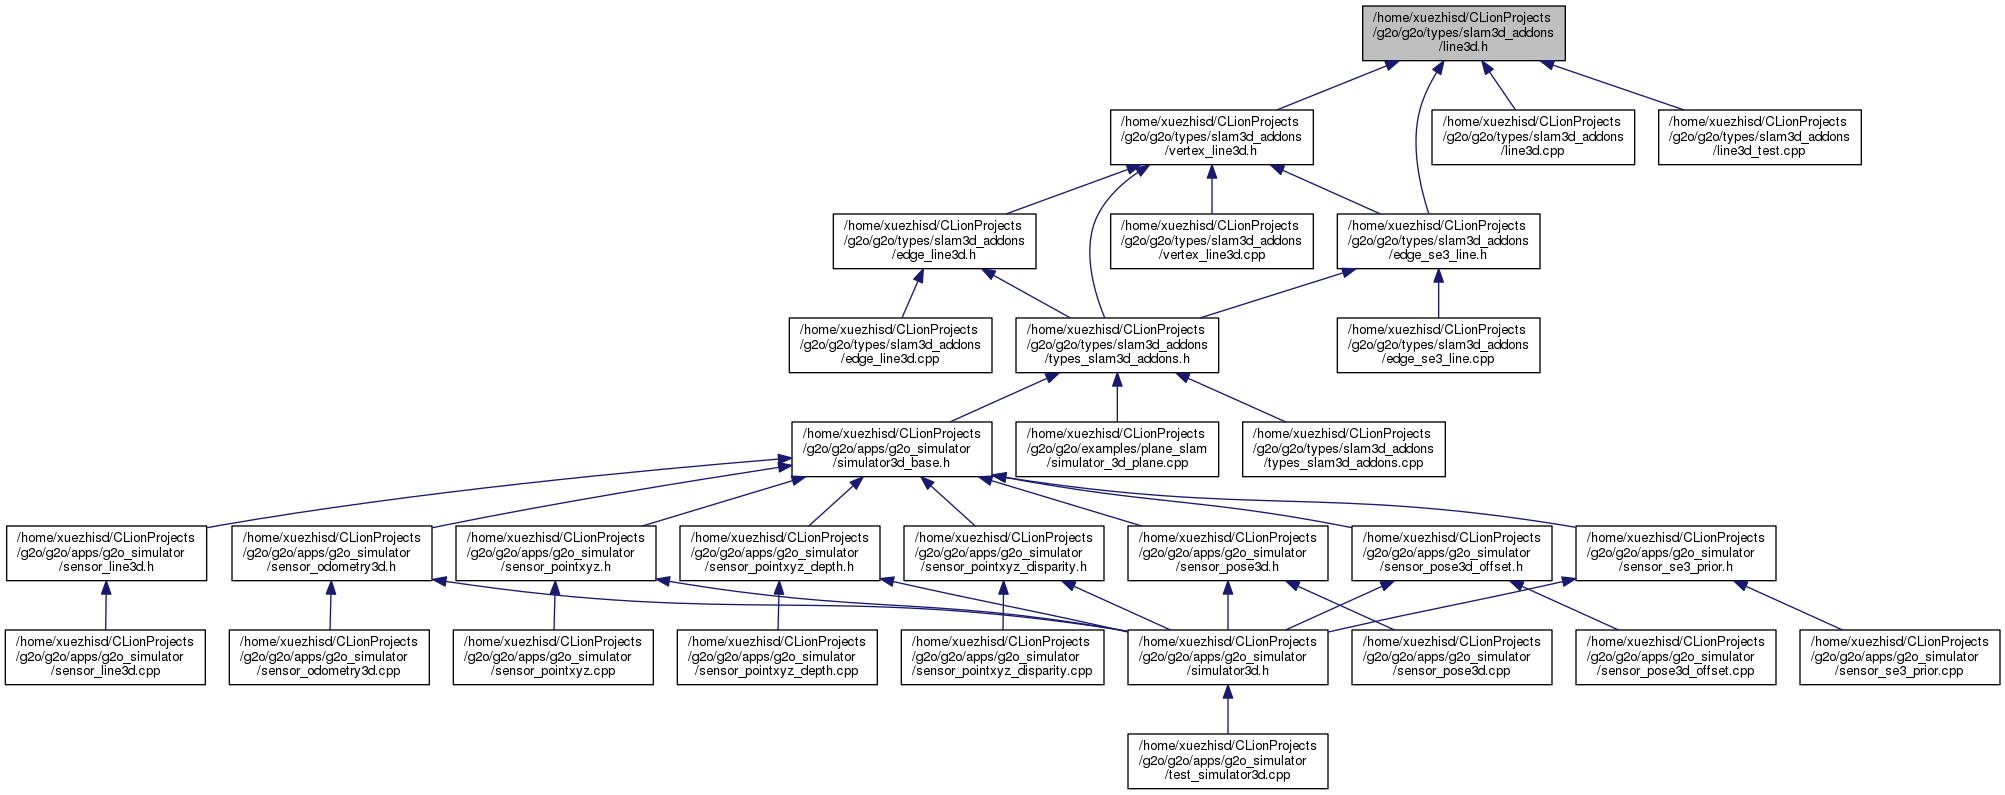 /home/xuezhisd/CLionProjects
/g2o/g2o/types/slam3d_addons
/line3d.h
/home/xuezhisd/CLionProjects
/g2o/g2o/types/slam3d_addons
/vertex_line3d.h
/home/xuezhisd/CLionProjects
/g2o/g2o/types/slam3d_addons
/line3d.cpp
/home/xuezhisd/CLionProjects
/g2o/g2o/types/slam3d_addons
/line3d_test.cpp
/home/xuezhisd/CLionProjects
/g2o/g2o/types/slam3d_addons
/edge_line3d.h
/home/xuezhisd/CLionProjects
/g2o/g2o/types/slam3d_addons
/vertex_line3d.cpp
/home/xuezhisd/CLionProjects
/g2o/g2o/types/slam3d_addons
/edge_se3_line.h
/home/xuezhisd/CLionProjects
/g2o/g2o/types/slam3d_addons
/edge_line3d.cpp
/home/xuezhisd/CLionProjects
/g2o/g2o/types/slam3d_addons
/types_slam3d_addons.h
/home/xuezhisd/CLionProjects
/g2o/g2o/types/slam3d_addons
/edge_se3_line.cpp
/home/xuezhisd/CLionProjects
/g2o/g2o/apps/g2o_simulator
/simulator3d_base.h
/home/xuezhisd/CLionProjects
/g2o/g2o/examples/plane_slam
/simulator_3d_plane.cpp
/home/xuezhisd/CLionProjects
/g2o/g2o/types/slam3d_addons
/types_slam3d_addons.cpp
/home/xuezhisd/CLionProjects
/g2o/g2o/apps/g2o_simulator
/sensor_line3d.h
/home/xuezhisd/CLionProjects
/g2o/g2o/apps/g2o_simulator
/sensor_odometry3d.h
/home/xuezhisd/CLionProjects
/g2o/g2o/apps/g2o_simulator
/sensor_pointxyz.h
/home/xuezhisd/CLionProjects
/g2o/g2o/apps/g2o_simulator
/sensor_pointxyz_depth.h
/home/xuezhisd/CLionProjects
/g2o/g2o/apps/g2o_simulator
/sensor_pointxyz_disparity.h
/home/xuezhisd/CLionProjects
/g2o/g2o/apps/g2o_simulator
/sensor_pose3d.h
/home/xuezhisd/CLionProjects
/g2o/g2o/apps/g2o_simulator
/sensor_pose3d_offset.h
/home/xuezhisd/CLionProjects
/g2o/g2o/apps/g2o_simulator
/sensor_se3_prior.h
/home/xuezhisd/CLionProjects
/g2o/g2o/apps/g2o_simulator
/sensor_line3d.cpp
/home/xuezhisd/CLionProjects
/g2o/g2o/apps/g2o_simulator
/sensor_odometry3d.cpp
/home/xuezhisd/CLionProjects
/g2o/g2o/apps/g2o_simulator
/sensor_pointxyz.cpp
/home/xuezhisd/CLionProjects
/g2o/g2o/apps/g2o_simulator
/sensor_pointxyz_depth.cpp
/home/xuezhisd/CLionProjects
/g2o/g2o/apps/g2o_simulator
/sensor_pointxyz_disparity.cpp
/home/xuezhisd/CLionProjects
/g2o/g2o/apps/g2o_simulator
/simulator3d.h
/home/xuezhisd/CLionProjects
/g2o/g2o/apps/g2o_simulator
/sensor_pose3d.cpp
/home/xuezhisd/CLionProjects
/g2o/g2o/apps/g2o_simulator
/sensor_pose3d_offset.cpp
/home/xuezhisd/CLionProjects
/g2o/g2o/apps/g2o_simulator
/sensor_se3_prior.cpp
/home/xuezhisd/CLionProjects
/g2o/g2o/apps/g2o_simulator
/test_simulator3d.cpp